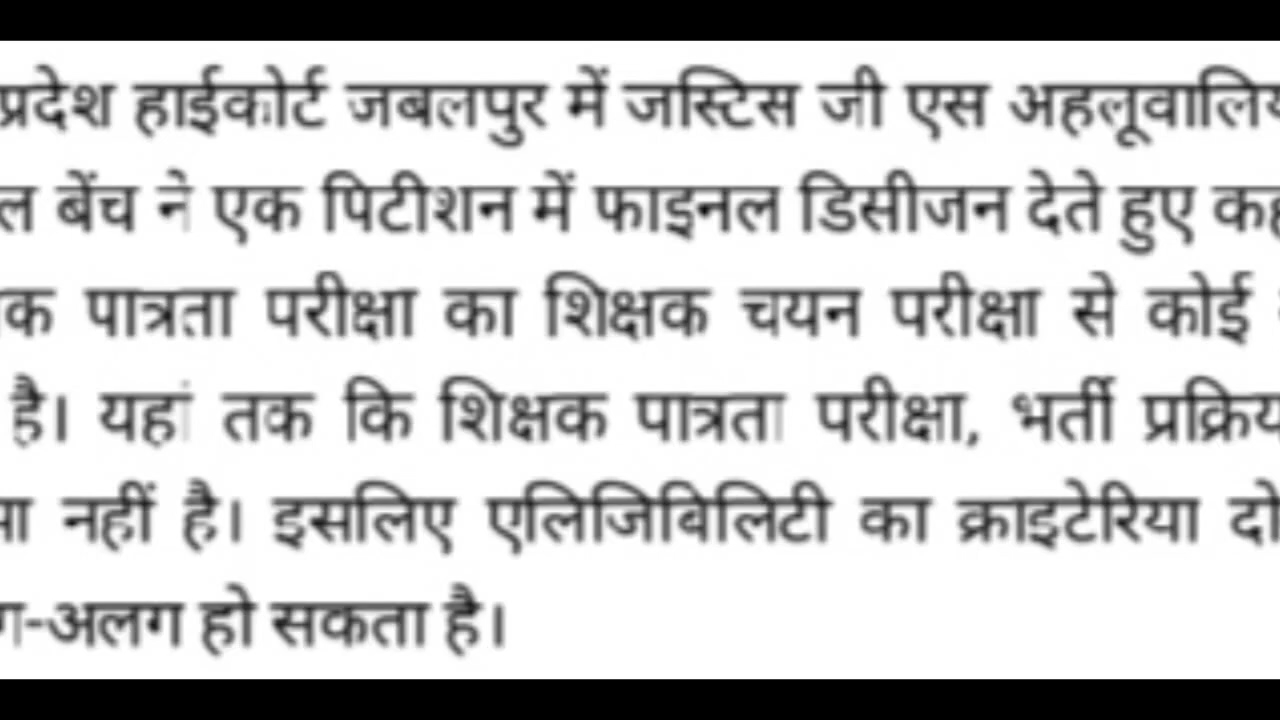 प्रदेश हाईकोर्ट जबलपुर में जस्टिस जी एस अहलूवालिय
ल बेंच ने एक पिटीशन में फाइनल डिसीजन देते हुए कह
क पात्रता परीक्षा का शिक्षक चयन परीक्षा से कोई
है। यहां तक कि शिक्षक पात्रता परीक्षा, भर्ती प्रक्रिय
नहीं है। इसलिए एलिजिबिलिटी का क्राइटेरिया दो
ग-अलग हो सकता है।